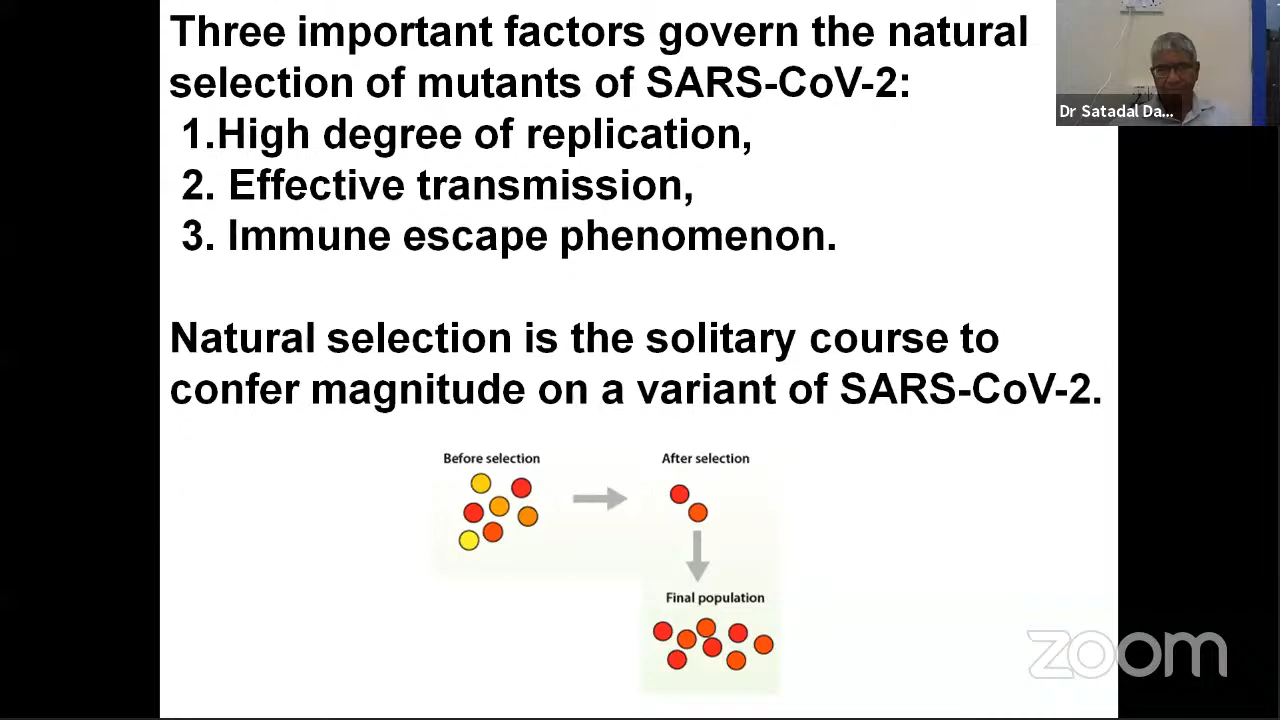 Three important factors govern the natural
selection of mutants of SARS-CoV-2:
1.High degree of replication,
2. Effective transmission,
3. Immune escape phenomenon.
Natural selection is the solitary course to
confer magnitude on a variant of SARS-CoV-2.
Before selection
After selection
Final population
Dr Satadal Da...
zoom